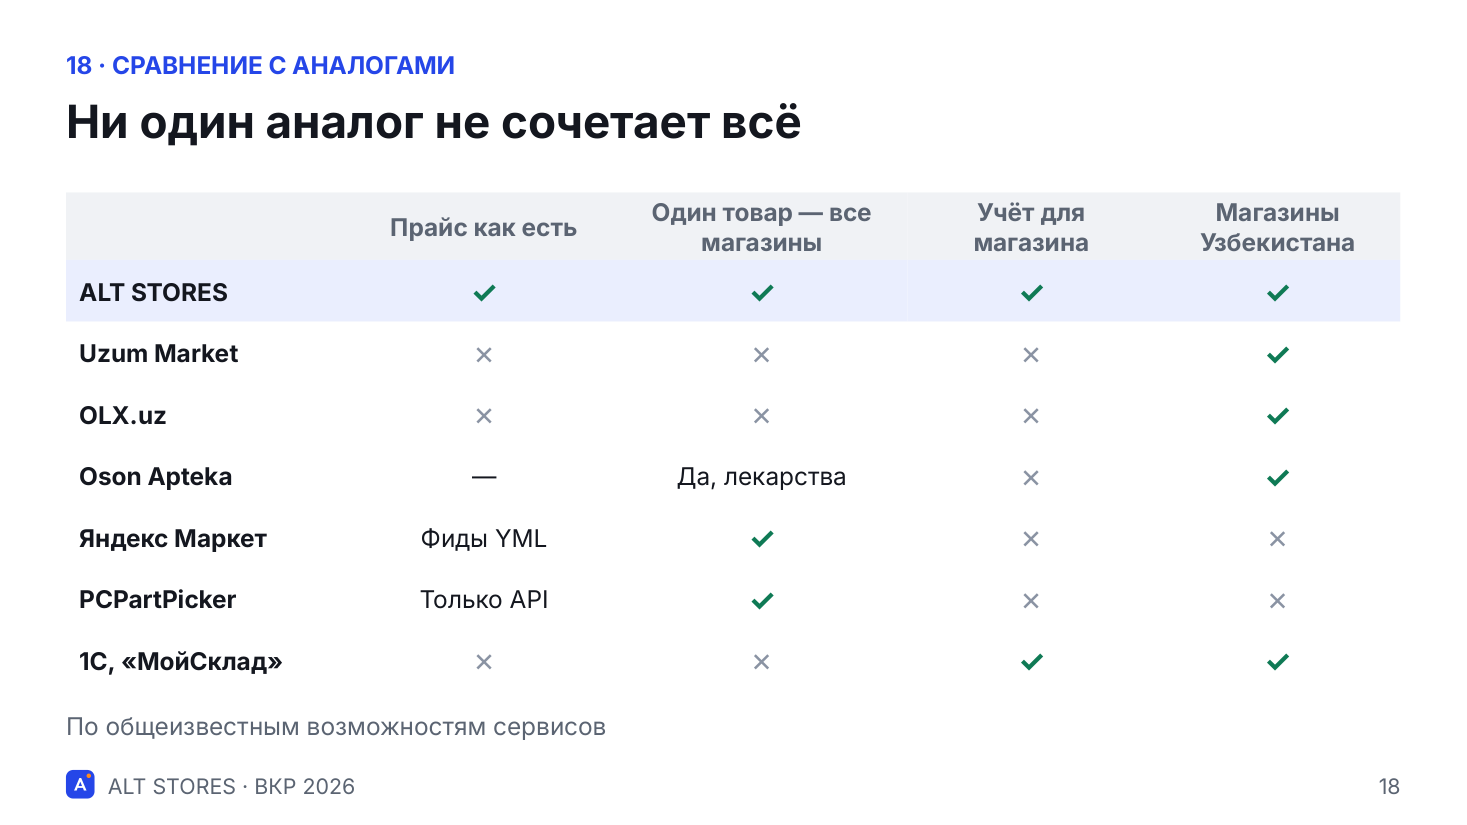 18 · СРАВНЕНИЕ С АНАЛОГАМИ
Ни один аналог не сочетает всё
Прайс как есть
Один товар — все
магазины
Учёт для
магазина
Магазины
Узбекистана
ALT STORES ✓ ✓ ✓ ✓
Uzum Market ✕ ✕ ✕ ✓
OLX.uz ✕ ✕ ✕ ✓
Oson Apteka — Да, лекарства ✕ ✓
Яндекс Маркет Фиды YML ✓ ✕ ✕
PCPartPicker Только API ✓ ✕ ✕
1С, «МойСклад» ✕ ✕ ✓ ✓
По общеизвестным возможностям сервисов
A ALT STORES · ВКР 2026
18